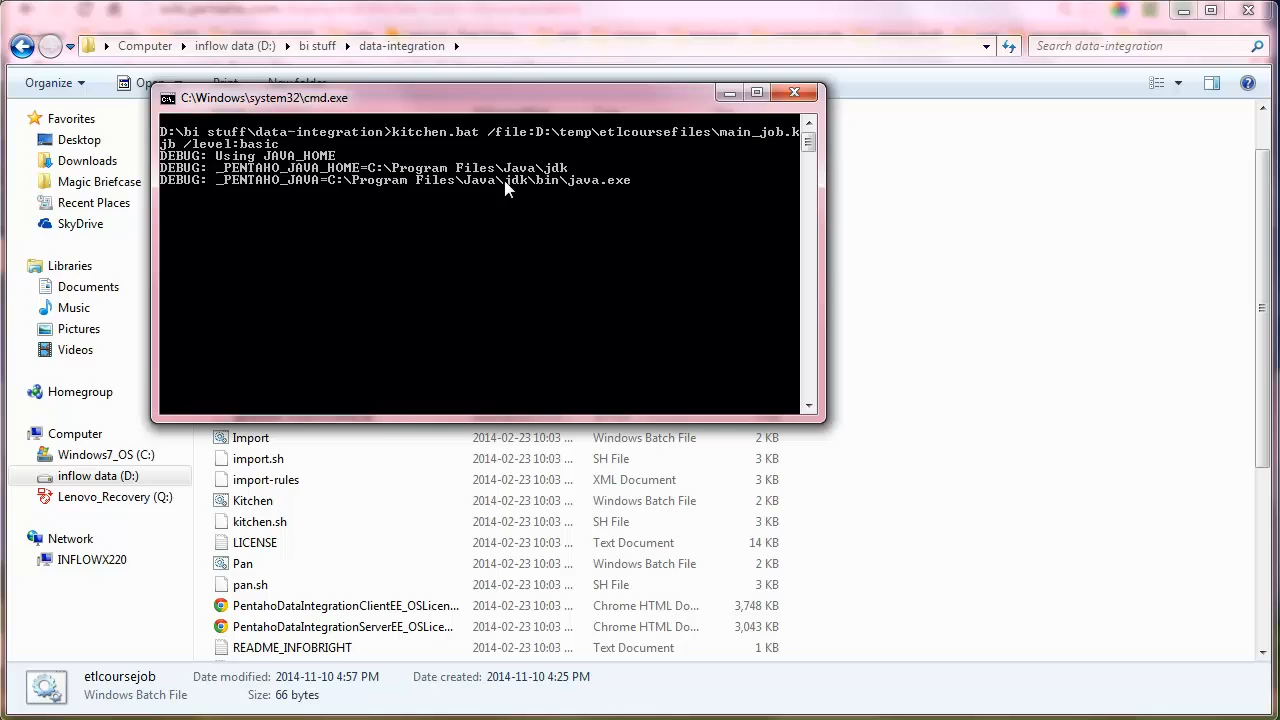 Computer
inflow data (D:)
bi stuff
data-integration
Search data-integration
Organize
C:\Windows\system32\cmd.exe
D:\bi stuff\data-integration>kitchen.bat /file:D:\temp\etlcoursefiles\main_job.k
jb /level:basic
DEBUG: Using JAVA_HOME
DEBUG: _PENTAHO_JAVA_HOME=C:\Program Files\Java\jdk
DEBUG: _PENTAHO_JAVA=C:\Program Files\Java\jdk\bin\java.exe
Favorites
Desktop
Downloads
Magic Briefcase
Recent Places
SkyDrive
Libraries
Documents
Music
Pictures
Videos
Homegroup
Computer
Windows7_OS (C:)
inflow data (D:)
Lenovo_Recovery (Q:)
Network
INFLOWX220
Import 2014-02-23 10:03 ... Windows Batch File 2 KB
import.sh 2014-02-23 10:03 ... SH File 3 KB
import-rules 2014-02-23 10:03 ... XML Document 3 KB
Kitchen 2014-02-23 10:03 ... Windows Batch File 2 KB
kitchen.sh 2014-02-23 10:03 ... SH File 3 KB
LICENSE 2014-02-23 10:03 ... Text Document 14 KB
Pan 2014-02-23 10:03 ... Windows Batch File 2 KB
pan.sh 2014-02-23 10:03 ... SH File 3 KB
PentahoDataIntegrationClientEE_OSLicen... 2014-02-23 10:03 ... Chrome HTML Do... 3,748 KB
PentahoDataIntegrationServerEE_OSLice... 2014-02-23 10:03 ... Chrome HTML Do... 3,043 KB
README_INFOBRIGHT 2014-02-23 10:03 ... Text Document 1 KB
etlcoursejob Date modified: 2014-11-10 4:57 PM Date created: 2014-11-10 4:25 PM
Windows Batch File Size: 66 bytes